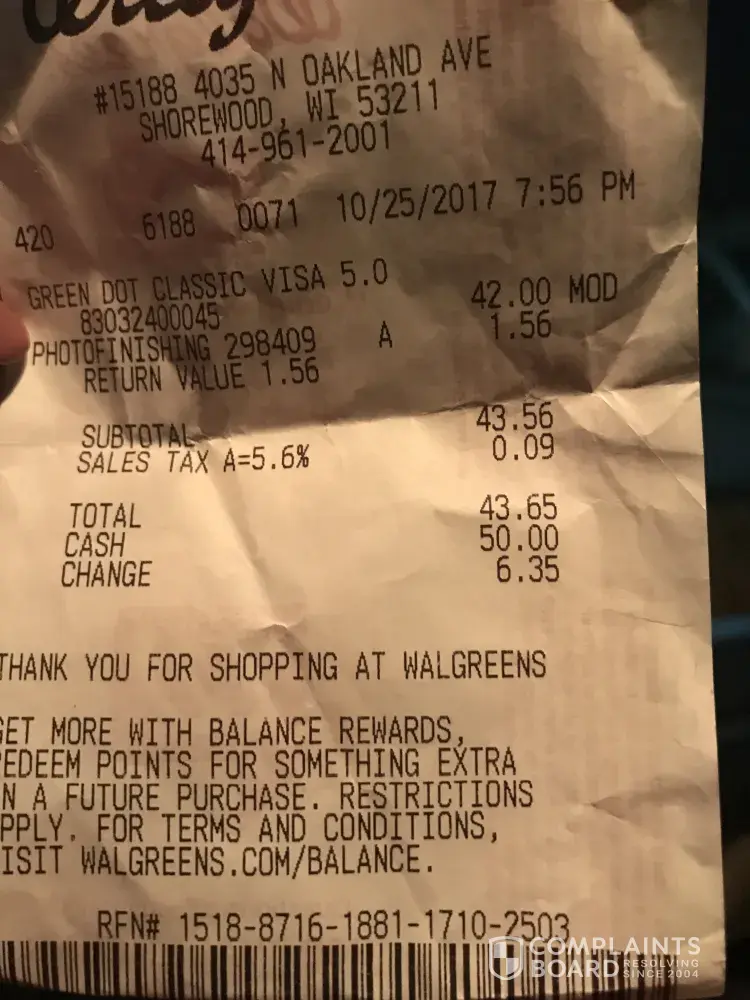 #15188 4035 N OAKLAND AVE
SHOREWOOD, WI 53211
414-961-2001
420 6188 0071 10/25/2017 7:56 PM
GREEN DOT CLASSIC VISA 5.0 42.00 MOD
83032400045
PHOTOFINISHING 298409 A 1.56
RETURN VALUE 1.56
SUBTOTAL 43.56
SALES TAX A=5.6% 0.09
TOTAL 43.65
CASH 50.00
CHANGE 6.35
THANK YOU FOR SHOPPING AT WALGREENS
GET MORE WITH BALANCE REWARDS,
EDEEM POINTS FOR SOMETHING EXTRA
N A FUTURE PURCHASE. RESTRICTIONS
PPLY. FOR TERMS AND CONDITIONS,
ISIT WALGREENS.COM/BALANCE.
RFN# 1518-8716-1881-1710-2503
COMPLAINTS
BOARD RESOLVING SINCE 2004